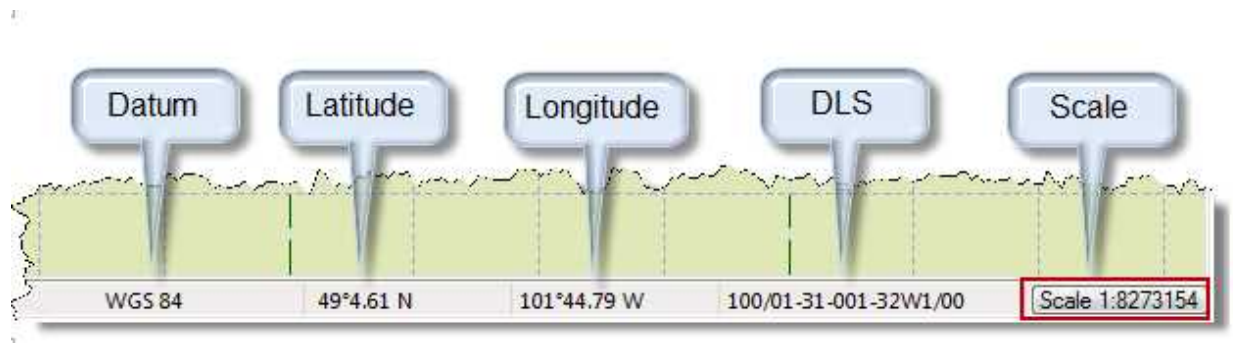 Datum
Latitude
Longitude
DLS
Scale
WGS 84
49°4.61 N
101°44.79 W
100/01-31-001-32W1/00
Scale 1:8273154